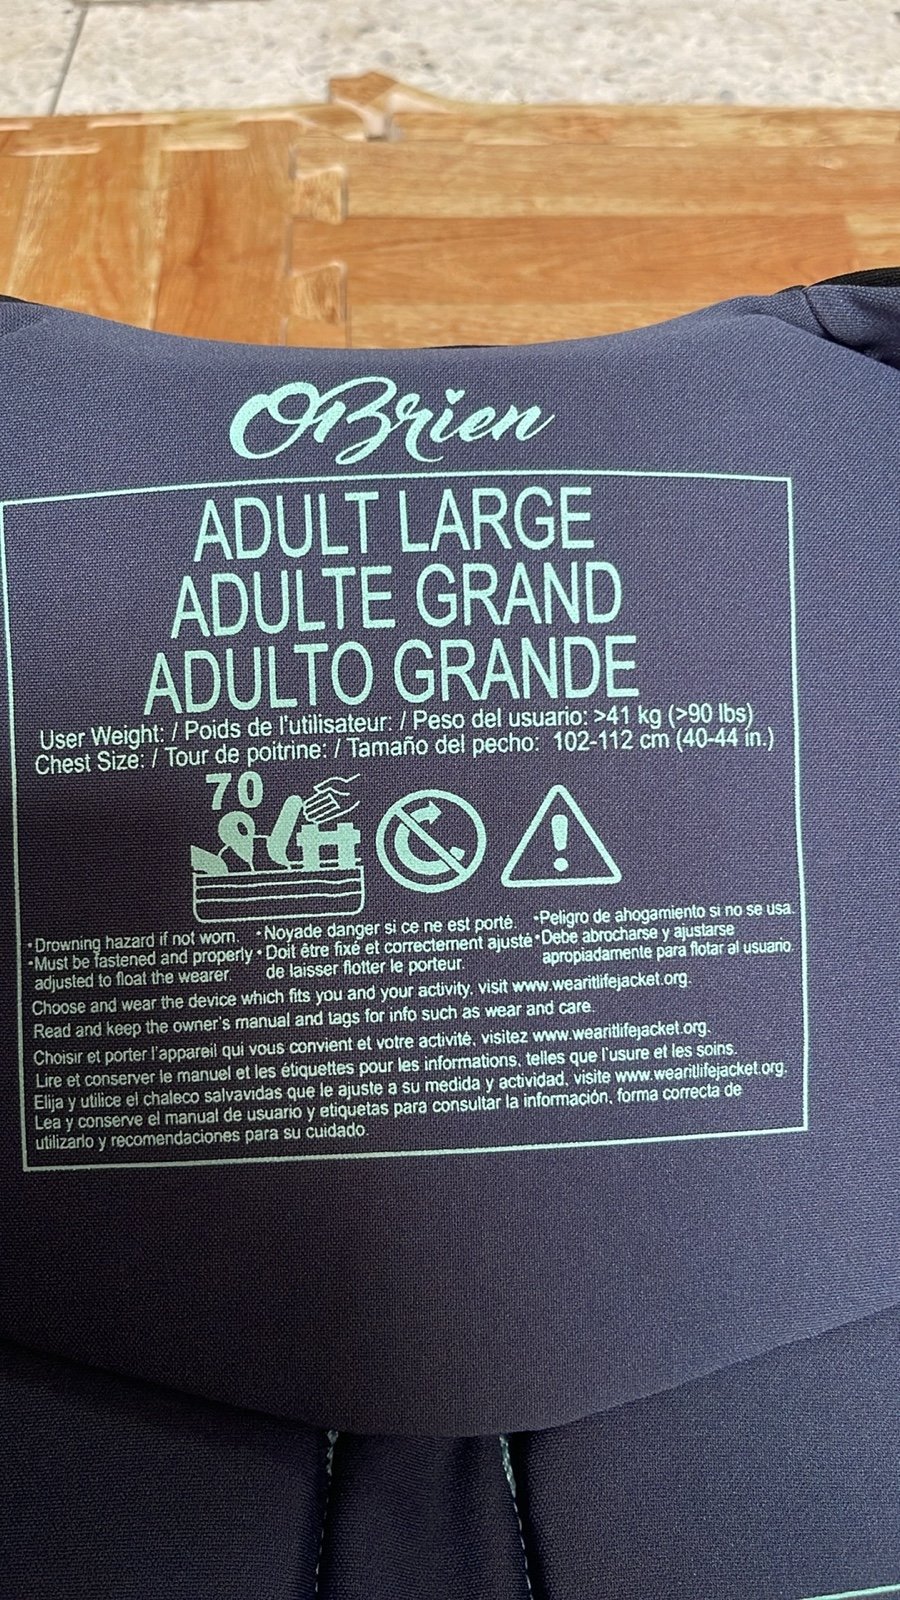 OBrien
ADULT LARGE
ADULTE GRAND
ADULTO GRANDE
User Weight: / Poids de l'utilisateur: / Peso del usuario: >41 kg (>90 lbs)
Chest Size: / Tour de poitrine: / Tamaño del pecho: 102-112 cm (40-44 in.)
70
•Drowning hazard if not worn.
•Must be fastened and properly
adjusted to float the wearer
•Noyade danger si ce ne est porté.
•Doit être fixé et correctement ajusté
de laisser flotter le porteur.
•Peligro de ahogamiento si no se usa.
•Debe abrocharse y ajustarse
apropiadamente para flotar al usuario
Choose and wear the device which fits you and your activity. visit www.wearitlifejacket.org.
Read and keep the owner's manual and tags for info such as wear and care.
Choisir et porter l'appareil qui vous convient et votre activité, visitez www.wearitlifejacket.org.
Lire et conserver le manuel et les étiquettes pour les informations, telles que l'usure et les soins.
Elija y utilice el chaleco salvavidas que le ajuste a su medida y actividad, visite www.wearitlifejacket.org.
Lea y conserve el manual de usuario y etiquetas para consultar la información, forma correcta de
utilizarlo y recomendaciones para su cuidado.